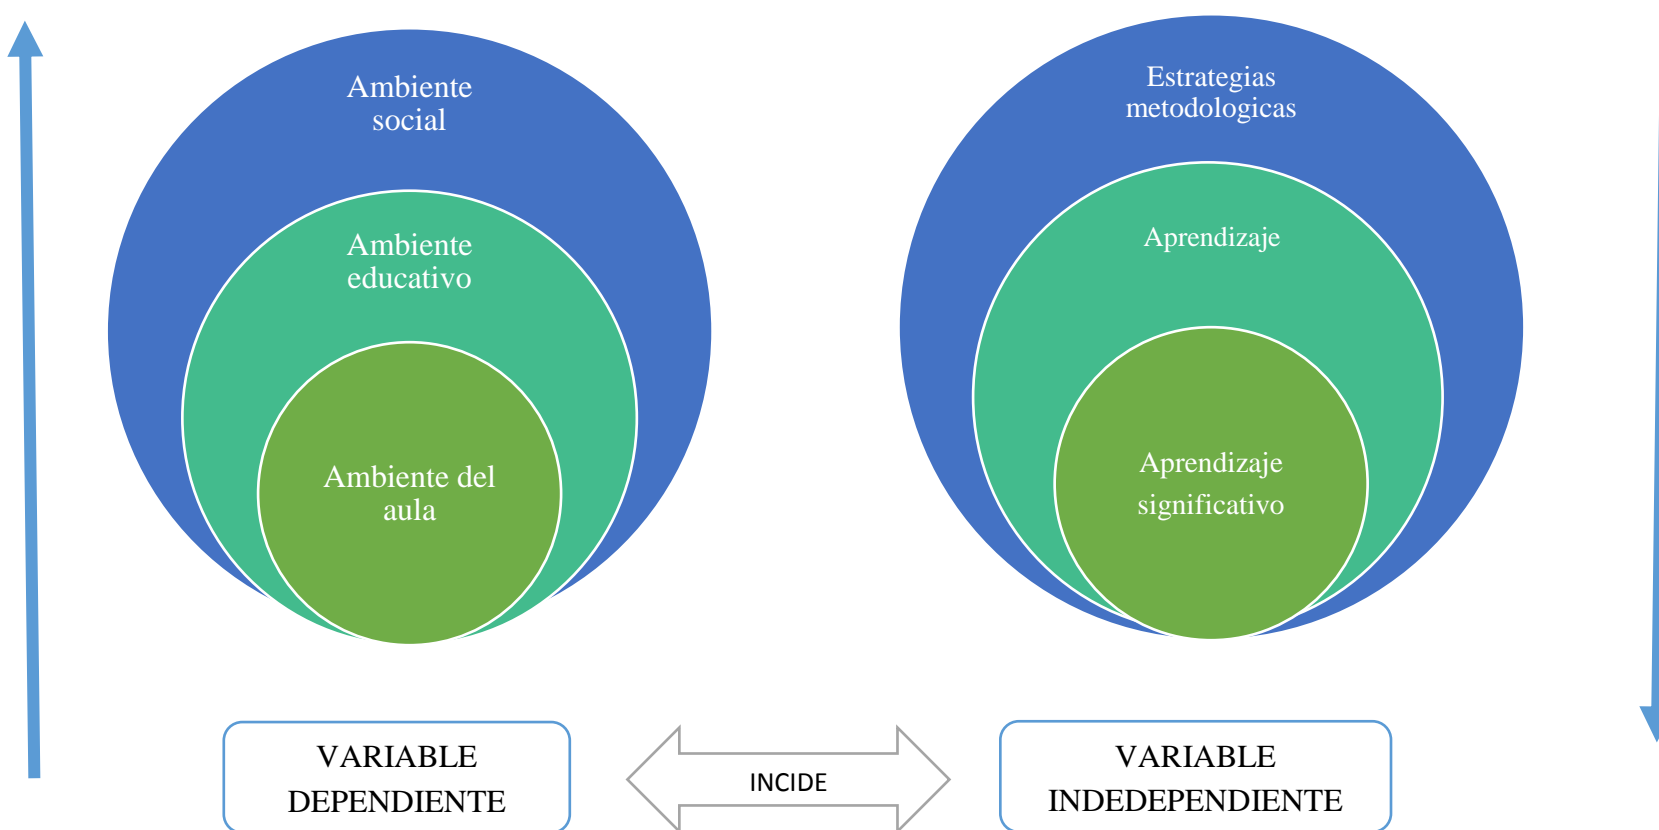 Ambiente
social
Ambiente
educativo
Ambiente del
aula
Estrategias
metodologicas
Aprendizaje
Aprendizaje
significativo
VARIABLE
DEPENDIENTE
INCIDE
VARIABLE
INDEDEPENDIENTE